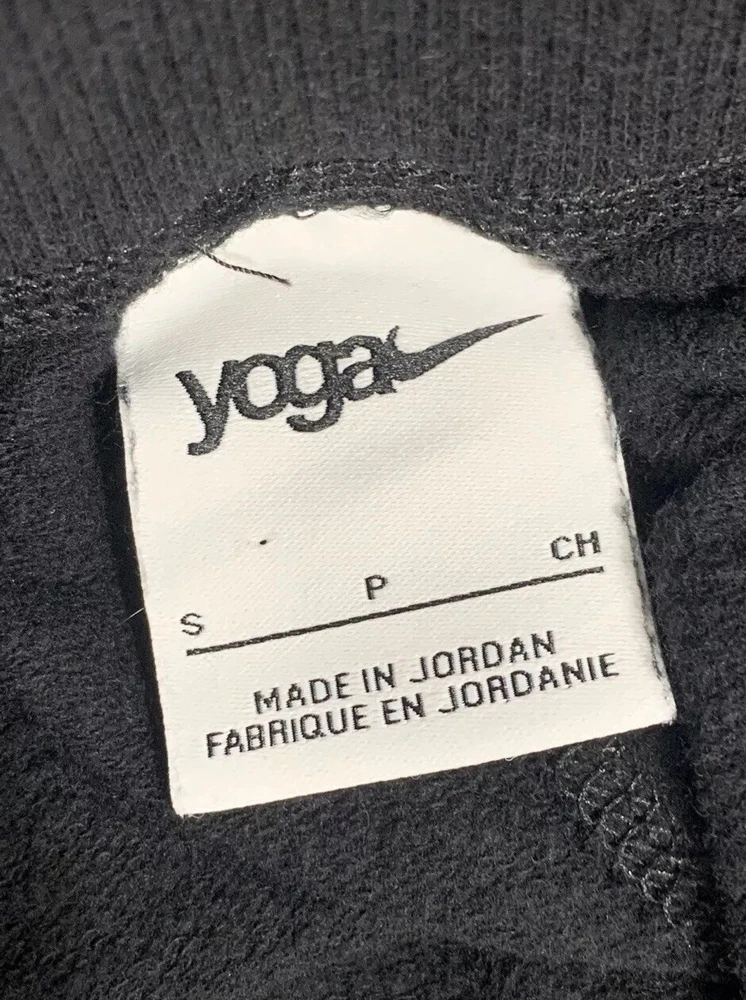 yoga
S P CH
MADE IN JORDAN
FABRIQUE EN JORDANIE